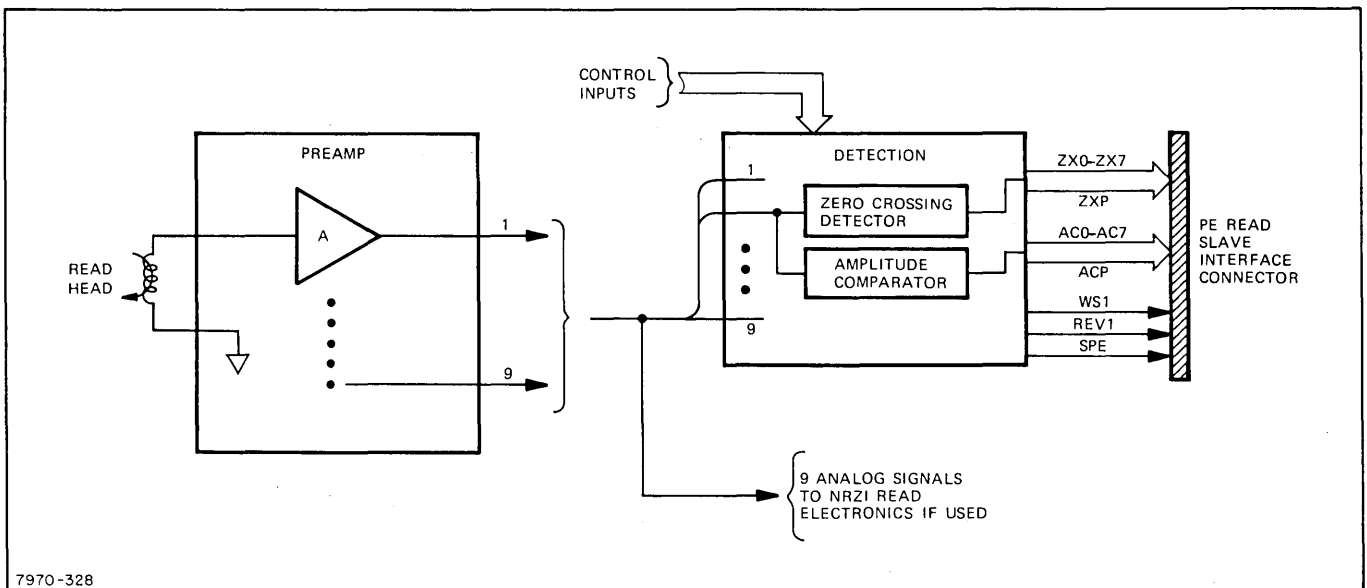 CONTROL
INPUTS
PREAMP
A
1
9
READ
HEAD
DETECTION
1
9
ZERO CROSSING
DETECTOR
AMPLITUDE
COMPARATOR
ZX0-ZX7
ZXP
AC0-AC7
ACP
WS1
REV1
SPE
PE READ
SLAVE
INTERFACE
CONNECTOR
9 ANALOG SIGNALS
TO NRZI READ
ELECTRONICS IF USED
7970-328